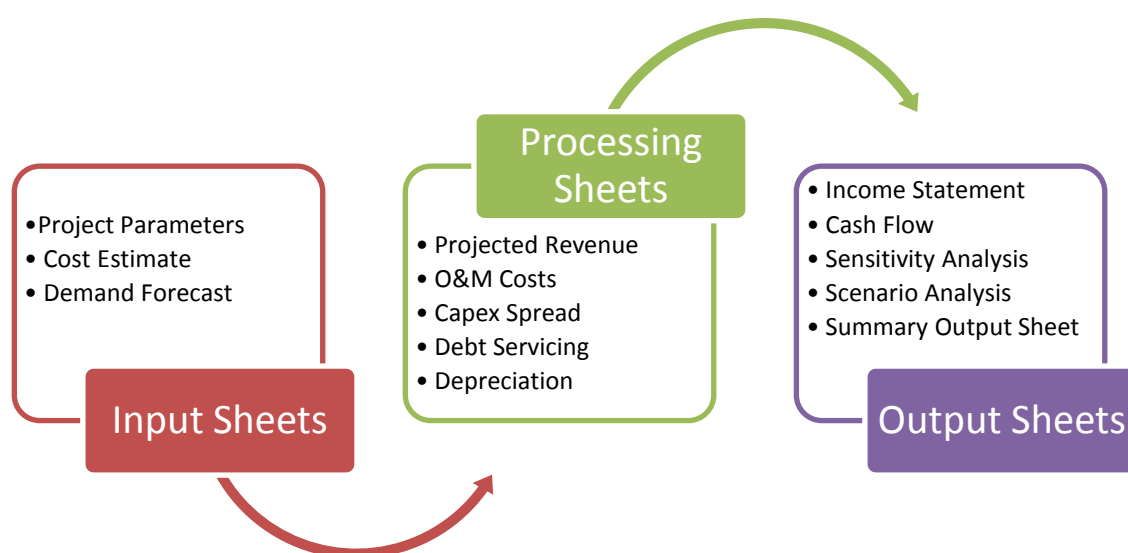 •Project Parameters
• Cost Estimate
• Demand Forecast
Input Sheets
Processing
Sheets
• Projected Revenue
• O&M Costs
• Capex Spread
• Debt Servicing
• Depreciation
• Income Statement
• Cash Flow
• Sensitivity Analysis
• Scenario Analysis
• Summary Output Sheet
Output Sheets